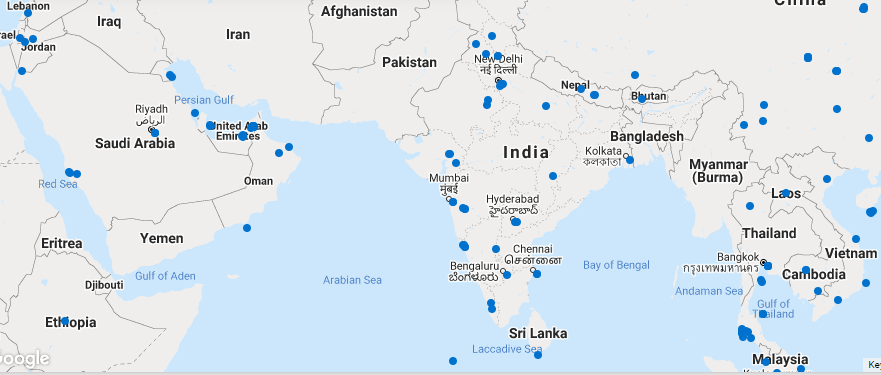 Lebanon
Iraq
Jordan
Iran
Afghanistan
China
Pakistan
New Delhi
नई दिल्ली
Nepal
Bhutan
Persian Gulf
Riyadh
الرياض
Saudi Arabia
United Arab
Emirates
Bangladesh
Kolkata
কলকাতা
India
Myanmar
(Burma)
Oman
Red Sea
Mumbai
मुंबई
Hyderabad
హైదరాబాద్
Laos
Thailand
Eritrea
Yemen
Vietnam
Chennai
சென்னை
Bengaluru
ಬೆಂಗಳೂರು
Bay of Bengal
Bangkok
กรุงเทพมหานคร
Cambodia
Gulf of Aden
Djibouti
Arabian Sea
Andaman Sea
Gulf of
Thailand
Ethiopia
Sri Lanka
Laccadive Sea
Malaysia
Google